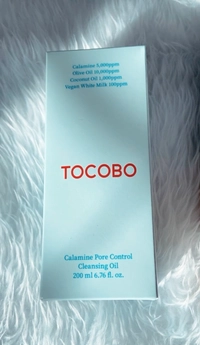 Calamine 5,000ppm
Olive Oil 10,000ppm
Coconut Oil 1,000ppm
Vegan White Milk 100ppm
TOCOBO
Calamine Pore Control
Cleansing Oil
200 ml 6.76 fl. oz.